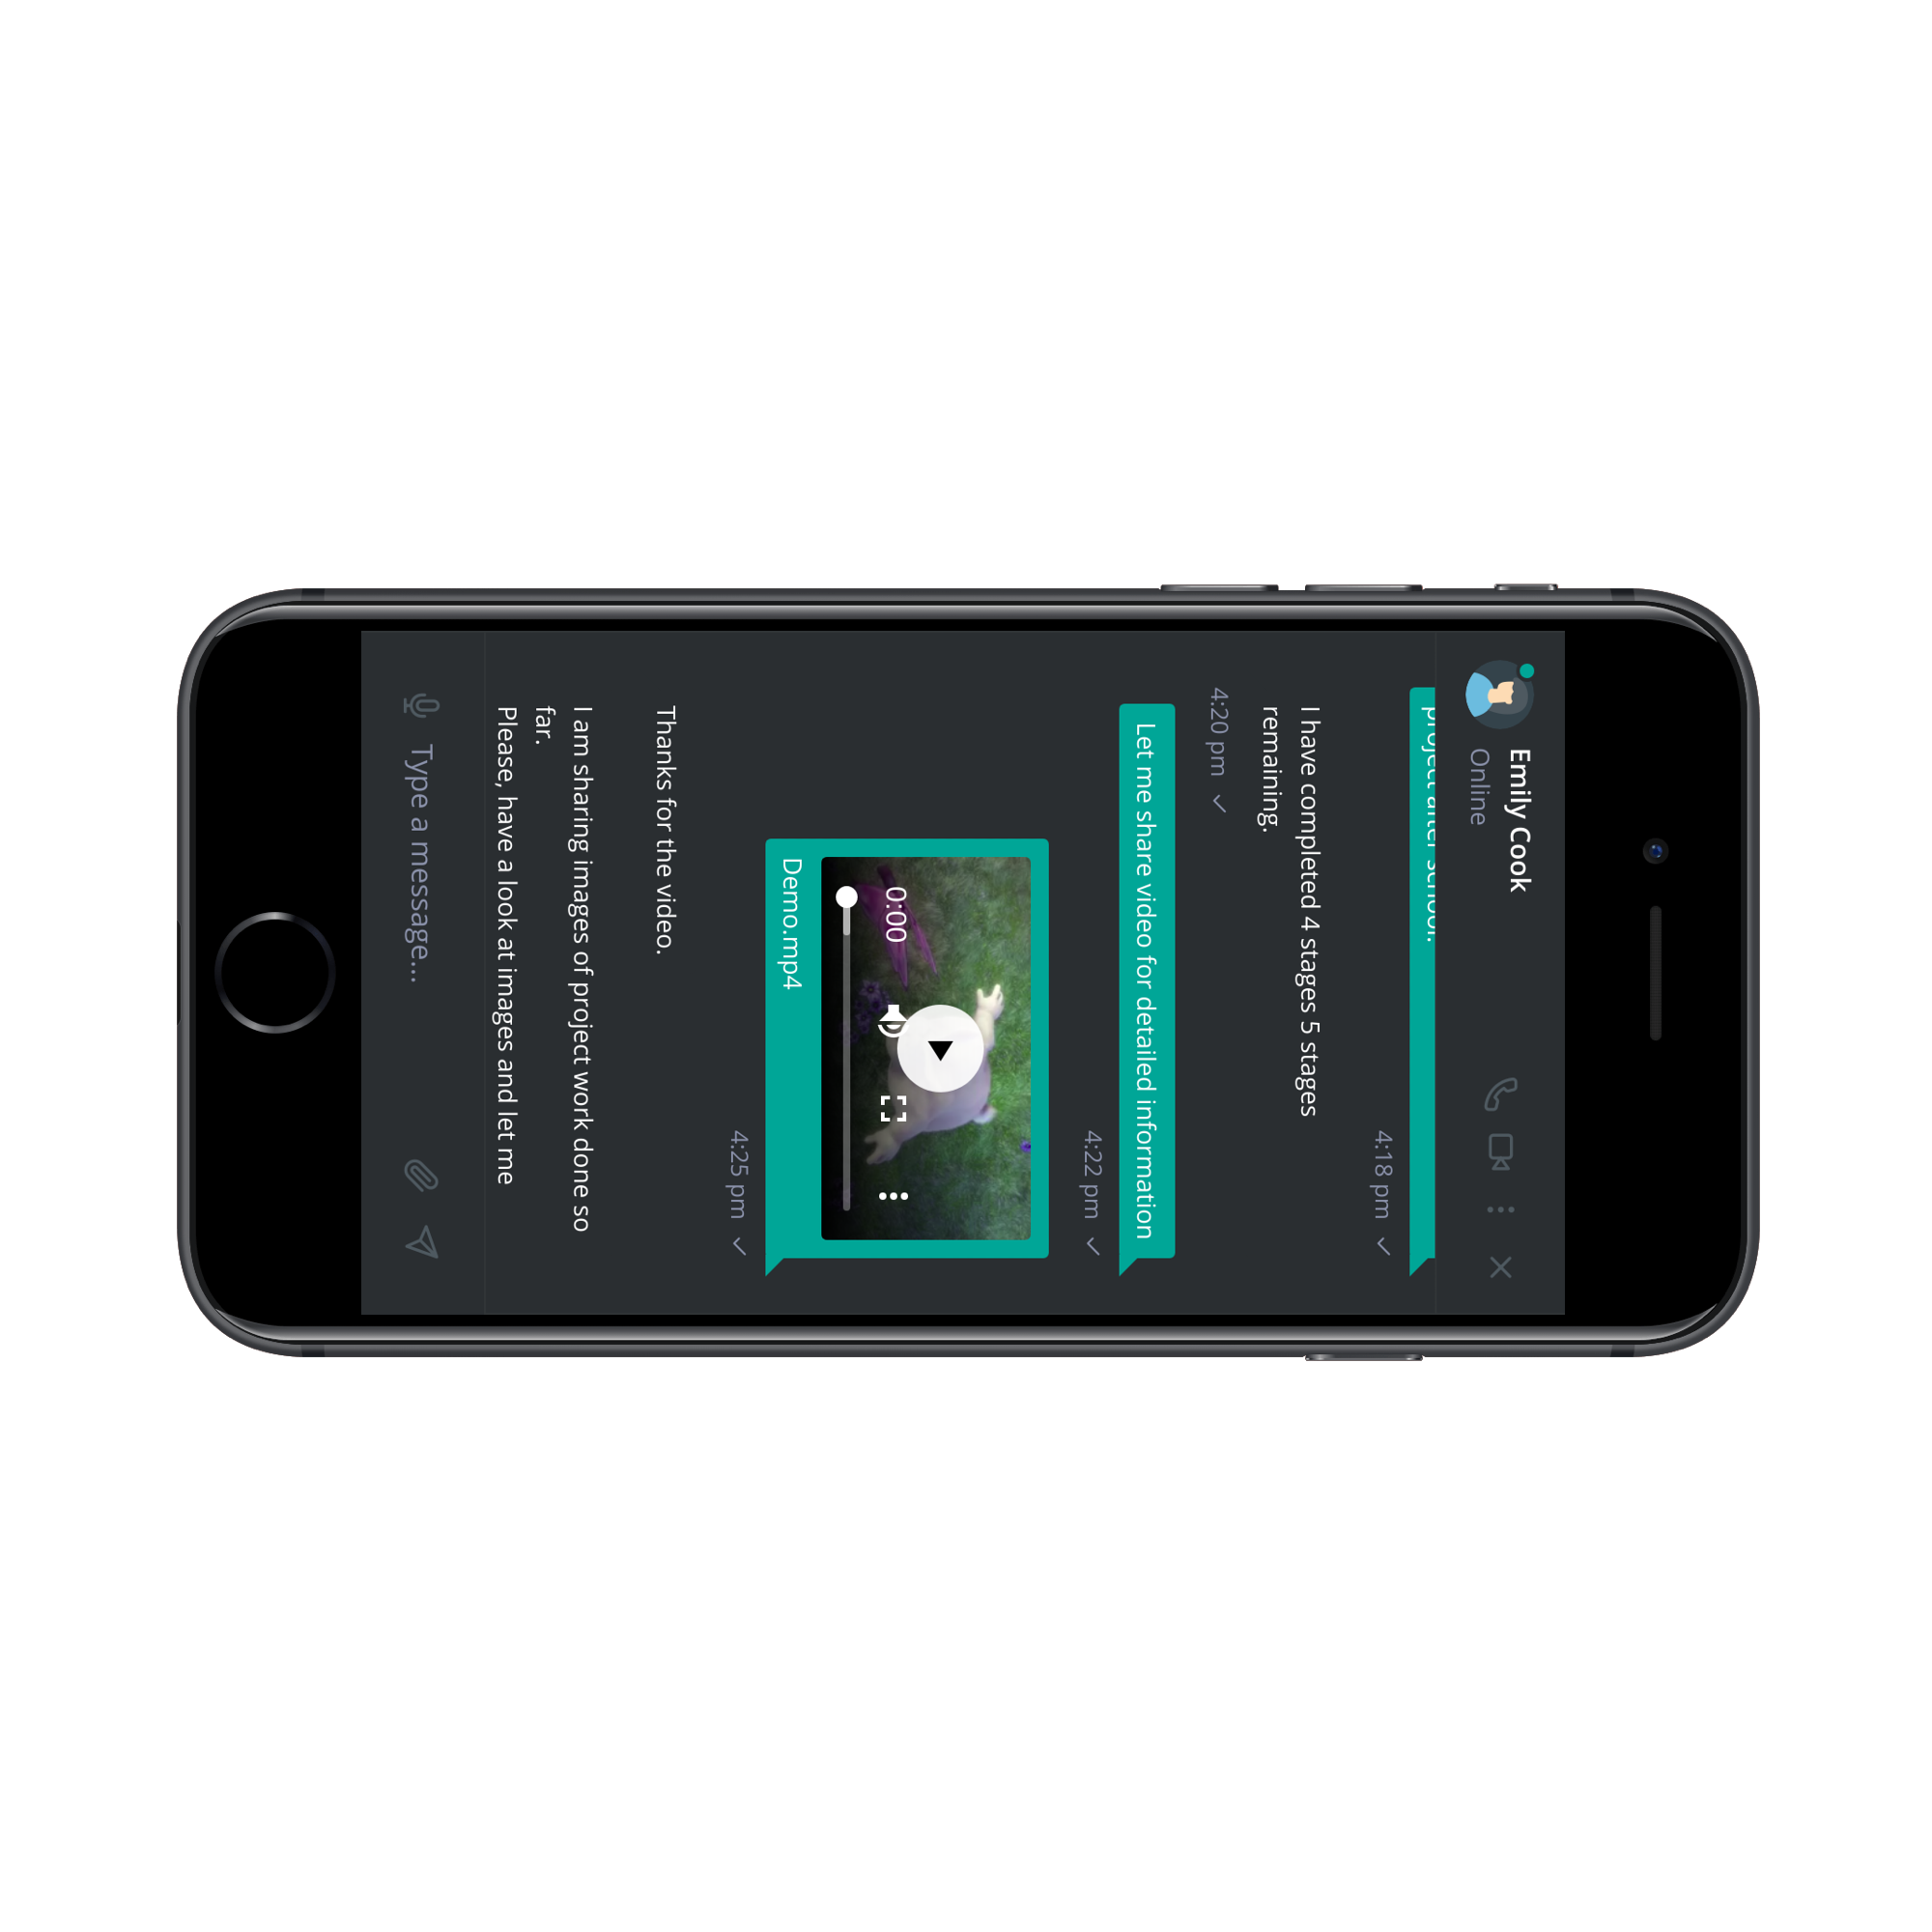 Emily Cook
Online
project after school.
4:18 pm
I have completed 4 stages 5 stages
remaining.
4:20 pm
Let me share video for detailed information
4:22 pm
0:00
Demo.mp4
4:25 pm
Thanks for the video.
I am sharing images of project work done so
far.
Please, have a look at images and let me
Type a message...